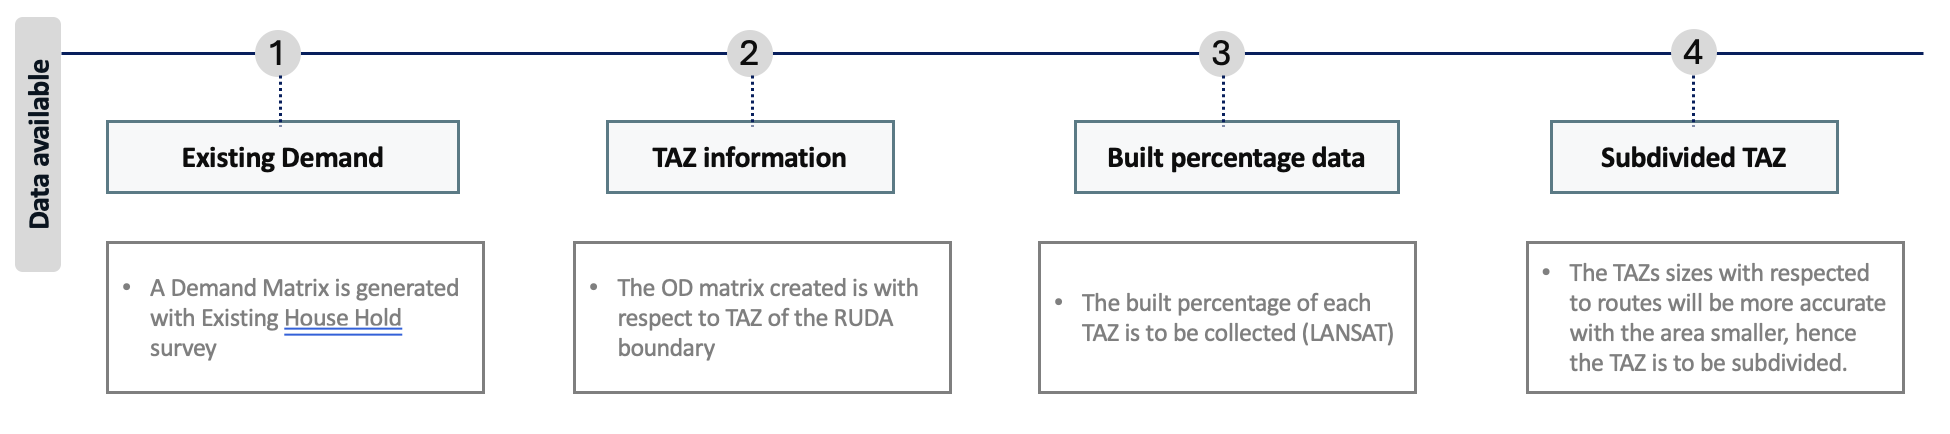 Data available
1
2
3
4
Existing Demand
TAZ information
Built percentage data
Subdivided TAZ
• A Demand Matrix is generated
with Existing House Hold
survey
• The OD matrix created is with
respect to TAZ of the RUDA
boundary
• The built percentage of each
TAZ is to be collected (LANSAT)
• The TAZs sizes with respected
to routes will be more accurate
with the area smaller, hence
the TAZ is to be subdivided.